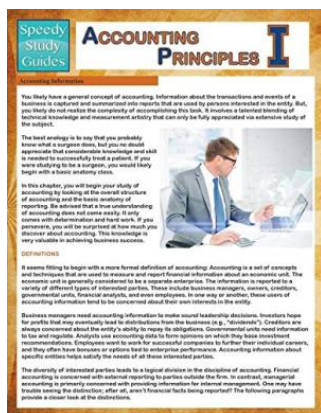 Speedy
Study
Guides
ACCOUNTING
PRINCIPLES I
Accounting Information
You likely have a general concept of accounting. Information about the transactions and events of a
business is captured and summarized into reports that are used by persons interested in the entity. But,
you likely do not realize the complexity of accomplishing this task. It involves a talented blending of
technical knowledge and measurement artistry that can only be fully appreciated via extensive study of
the subject.
The best analogy is to say that you probably
know what a surgeon does, but you no doubt
appreciate that considerable knowledge and skill
is needed to successfully treat a patient. If you
were studying to be a surgeon, you would likely
begin with a basic anatomy class.
In this chapter, you will begin your study of
accounting by looking at the overall structure
of accounting and the basic anatomy of
reporting. Be advised that a true understanding
of accounting does not come easily. It only
comes with determination and hard work. If you
persevere, you will be surprised at how much you
discover about accounting. This knowledge is
very valuable in achieving business success.
DEFINITIONS
It seems fitting to begin with a more formal definition of accounting. Accounting is a set of concepts
and techniques that are used to measure and report financial information about an economic unit. The
economic unit is generally considered to be a separate enterprise. The information is reported to a
variety of different types of interested parties. These include business managers, owners, creditors,
governmental units, financial analysts, and even employees. In one way or another, these users of
accounting information tend to be concerned about their own interests in the entity.
Business managers need accounting information to make sound leadership decisions. Investors hope
for profits that may eventually lead to distributions from the business (e.g., "dividends"). Creditors are
always concerned about the entity's ability to repay its obligations. Governmental units need information
to tax and regulate. Analysts use accounting data to form opinions on which they base investment
recommendations. Employees want to work for successful companies to further their individual careers,
and they often have bonuses or options tied to enterprise performance. Accounting information about
specific entities helps satisfy the needs of all these interested parties.
The diversity of interested parties leads to a logical division in the discipline of accounting. Financial
accounting is concerned with external reporting to parties outside the firm. In contrast, managerial
accounting is primarily concerned with providing information for internal management. One may have
trouble seeing the distinction; after all, aren't financial facts being reported? The following paragraphs
provide a closer look at the distinctions.